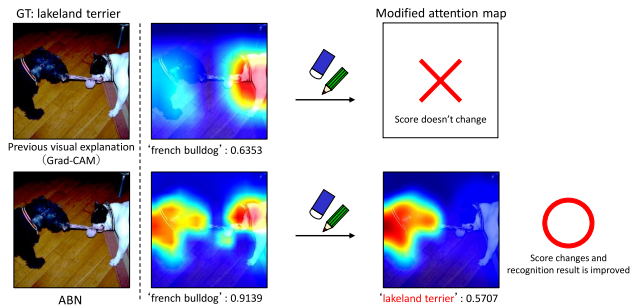 GT: lakeland terrier
Modified attention map
Score doesn't change
Previous visual explanation
(Grad-CAM)
'french bulldog' : 0.6353
Score changes and
recognition result is improved
ABN
'french bulldog' : 0.9139
'lakeland terrier' : 0.5707